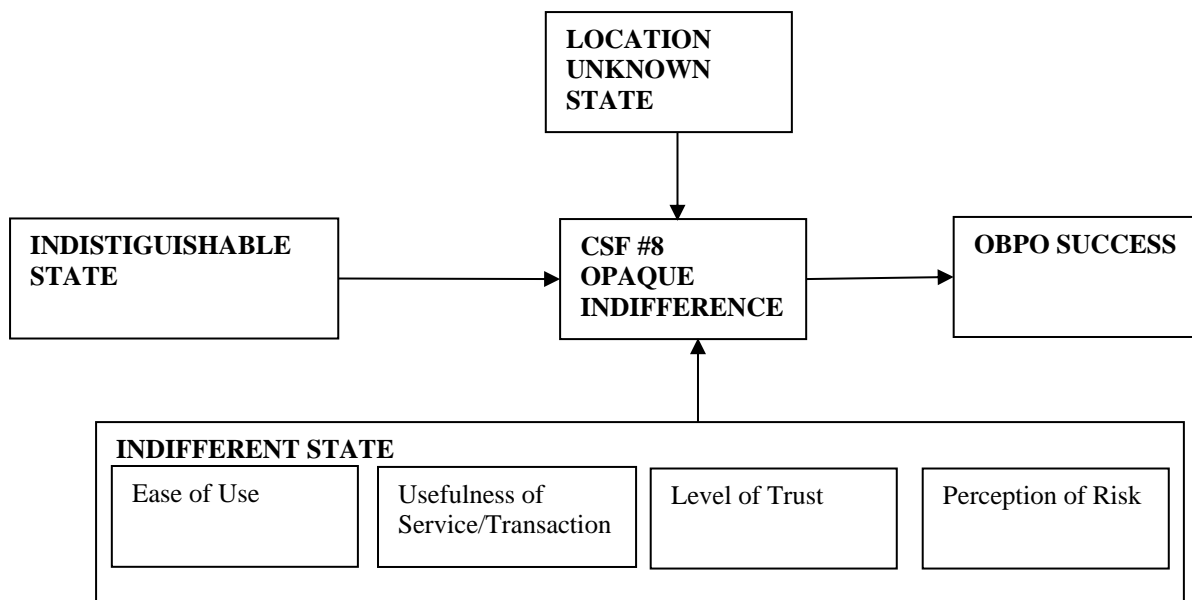 LOCATION
UNKNOWN
STATE
INDISTIGUISHABLE
STATE
CSF #8
OPAQUE
INDIFFERENCE
OBPO SUCCESS
INDIFFERENT STATE
Ease of Use
Usefulness of
Service/Transaction
Level of Trust
Perception of Risk